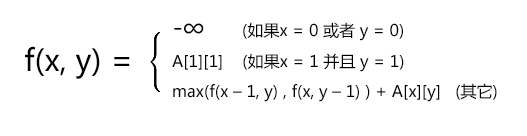 -∞ (如果x = 0 或者 y = 0)
f(x, y) = { A[1][1] (如果x = 1 并且 y = 1)
max(f(x – 1, y) , f(x, y – 1) ) + A[x][y] (其它)